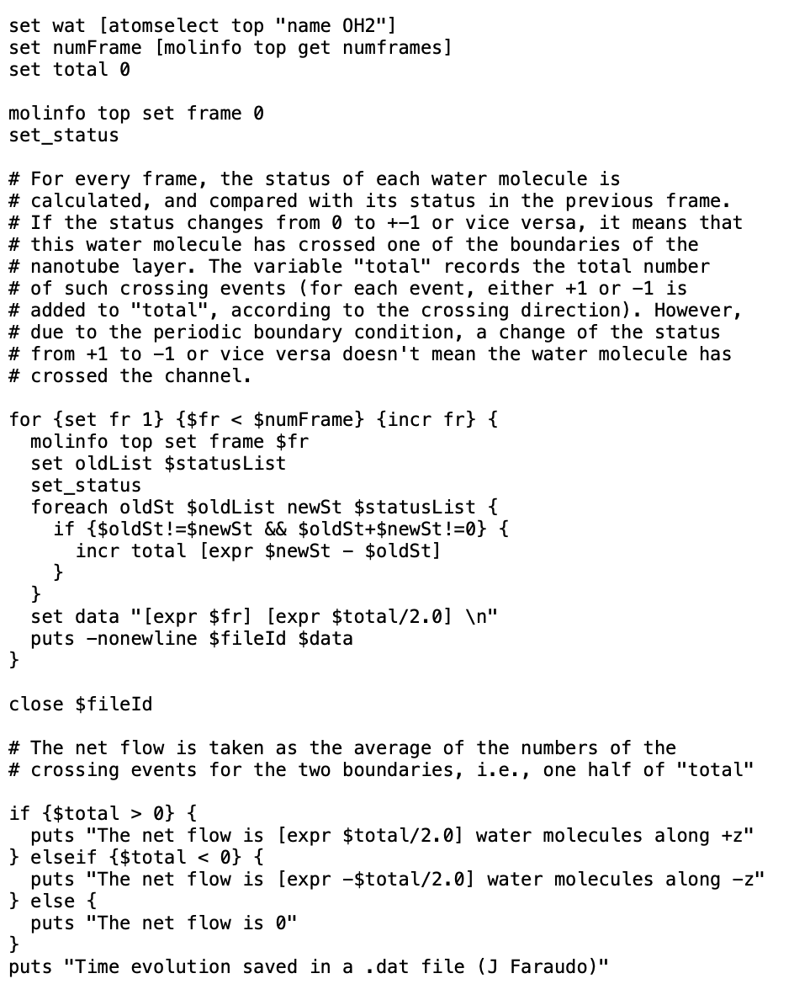 set wat [atomselect top "name OH2"]
set numFrame [molinfo top get numframes]
set total 0

molinfo top set frame 0
set_status

# For every frame, the status of each water molecule is
# calculated, and compared with its status in the previous frame.
# If the status changes from 0 to +-1 or vice versa, it means that
# this water molecule has crossed one of the boundaries of the
# nanotube layer. The variable "total" records the total number
# of such crossing events (for each event, either +1 or -1 is
# added to "total", according to the crossing direction). However,
# due to the periodic boundary condition, a change of the status
# from +1 to -1 or vice versa doesn't mean the water molecule has
# crossed the channel.

for {set fr 1} {$fr < $numFrame} {incr fr} {
  molinfo top set frame $fr
  set oldList $statusList
  set_status
  foreach oldSt $oldList newSt $statusList {
    if {$oldSt!=$newSt && $oldSt+$newSt!=0} {
      incr total [expr $newSt - $oldSt]
    }
  }
  set data "[expr $fr] [expr $total/2.0] \n"
  puts -nonewline $fileId $data
}

close $fileId

# The net flow is taken as the average of the numbers of the
# crossing events for the two boundaries, i.e., one half of "total"

if {$total > 0} {
  puts "The net flow is [expr $total/2.0] water molecules along +z"
} elseif {$total < 0} {
  puts "The net flow is [expr -$total/2.0] water molecules along -z"
} else {
  puts "The net flow is 0"
}
puts "Time evolution saved in a .dat file (J Faraudo)"